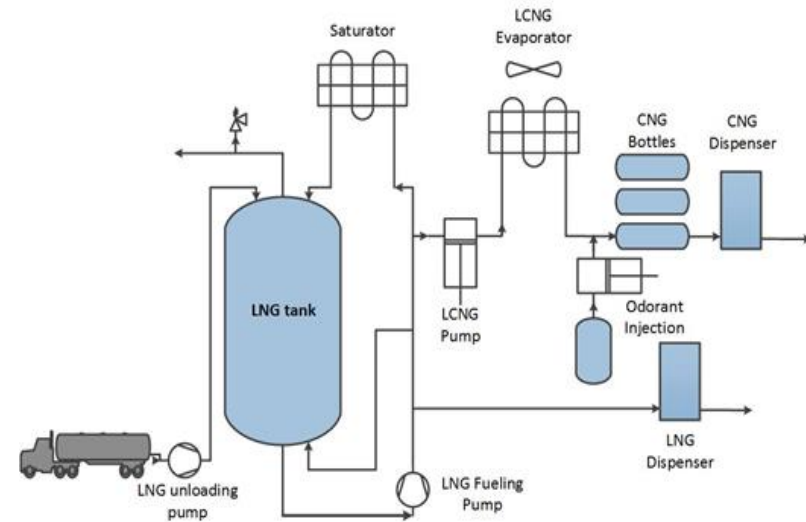 Saturator
LCNG
Evaporator
CNG
Bottles
CNG
Dispenser
LNG tank
LCNG
Pump
Odorant
Injection
LNG unloading
pump
LNG Fueling
Pump
LNG
Dispenser